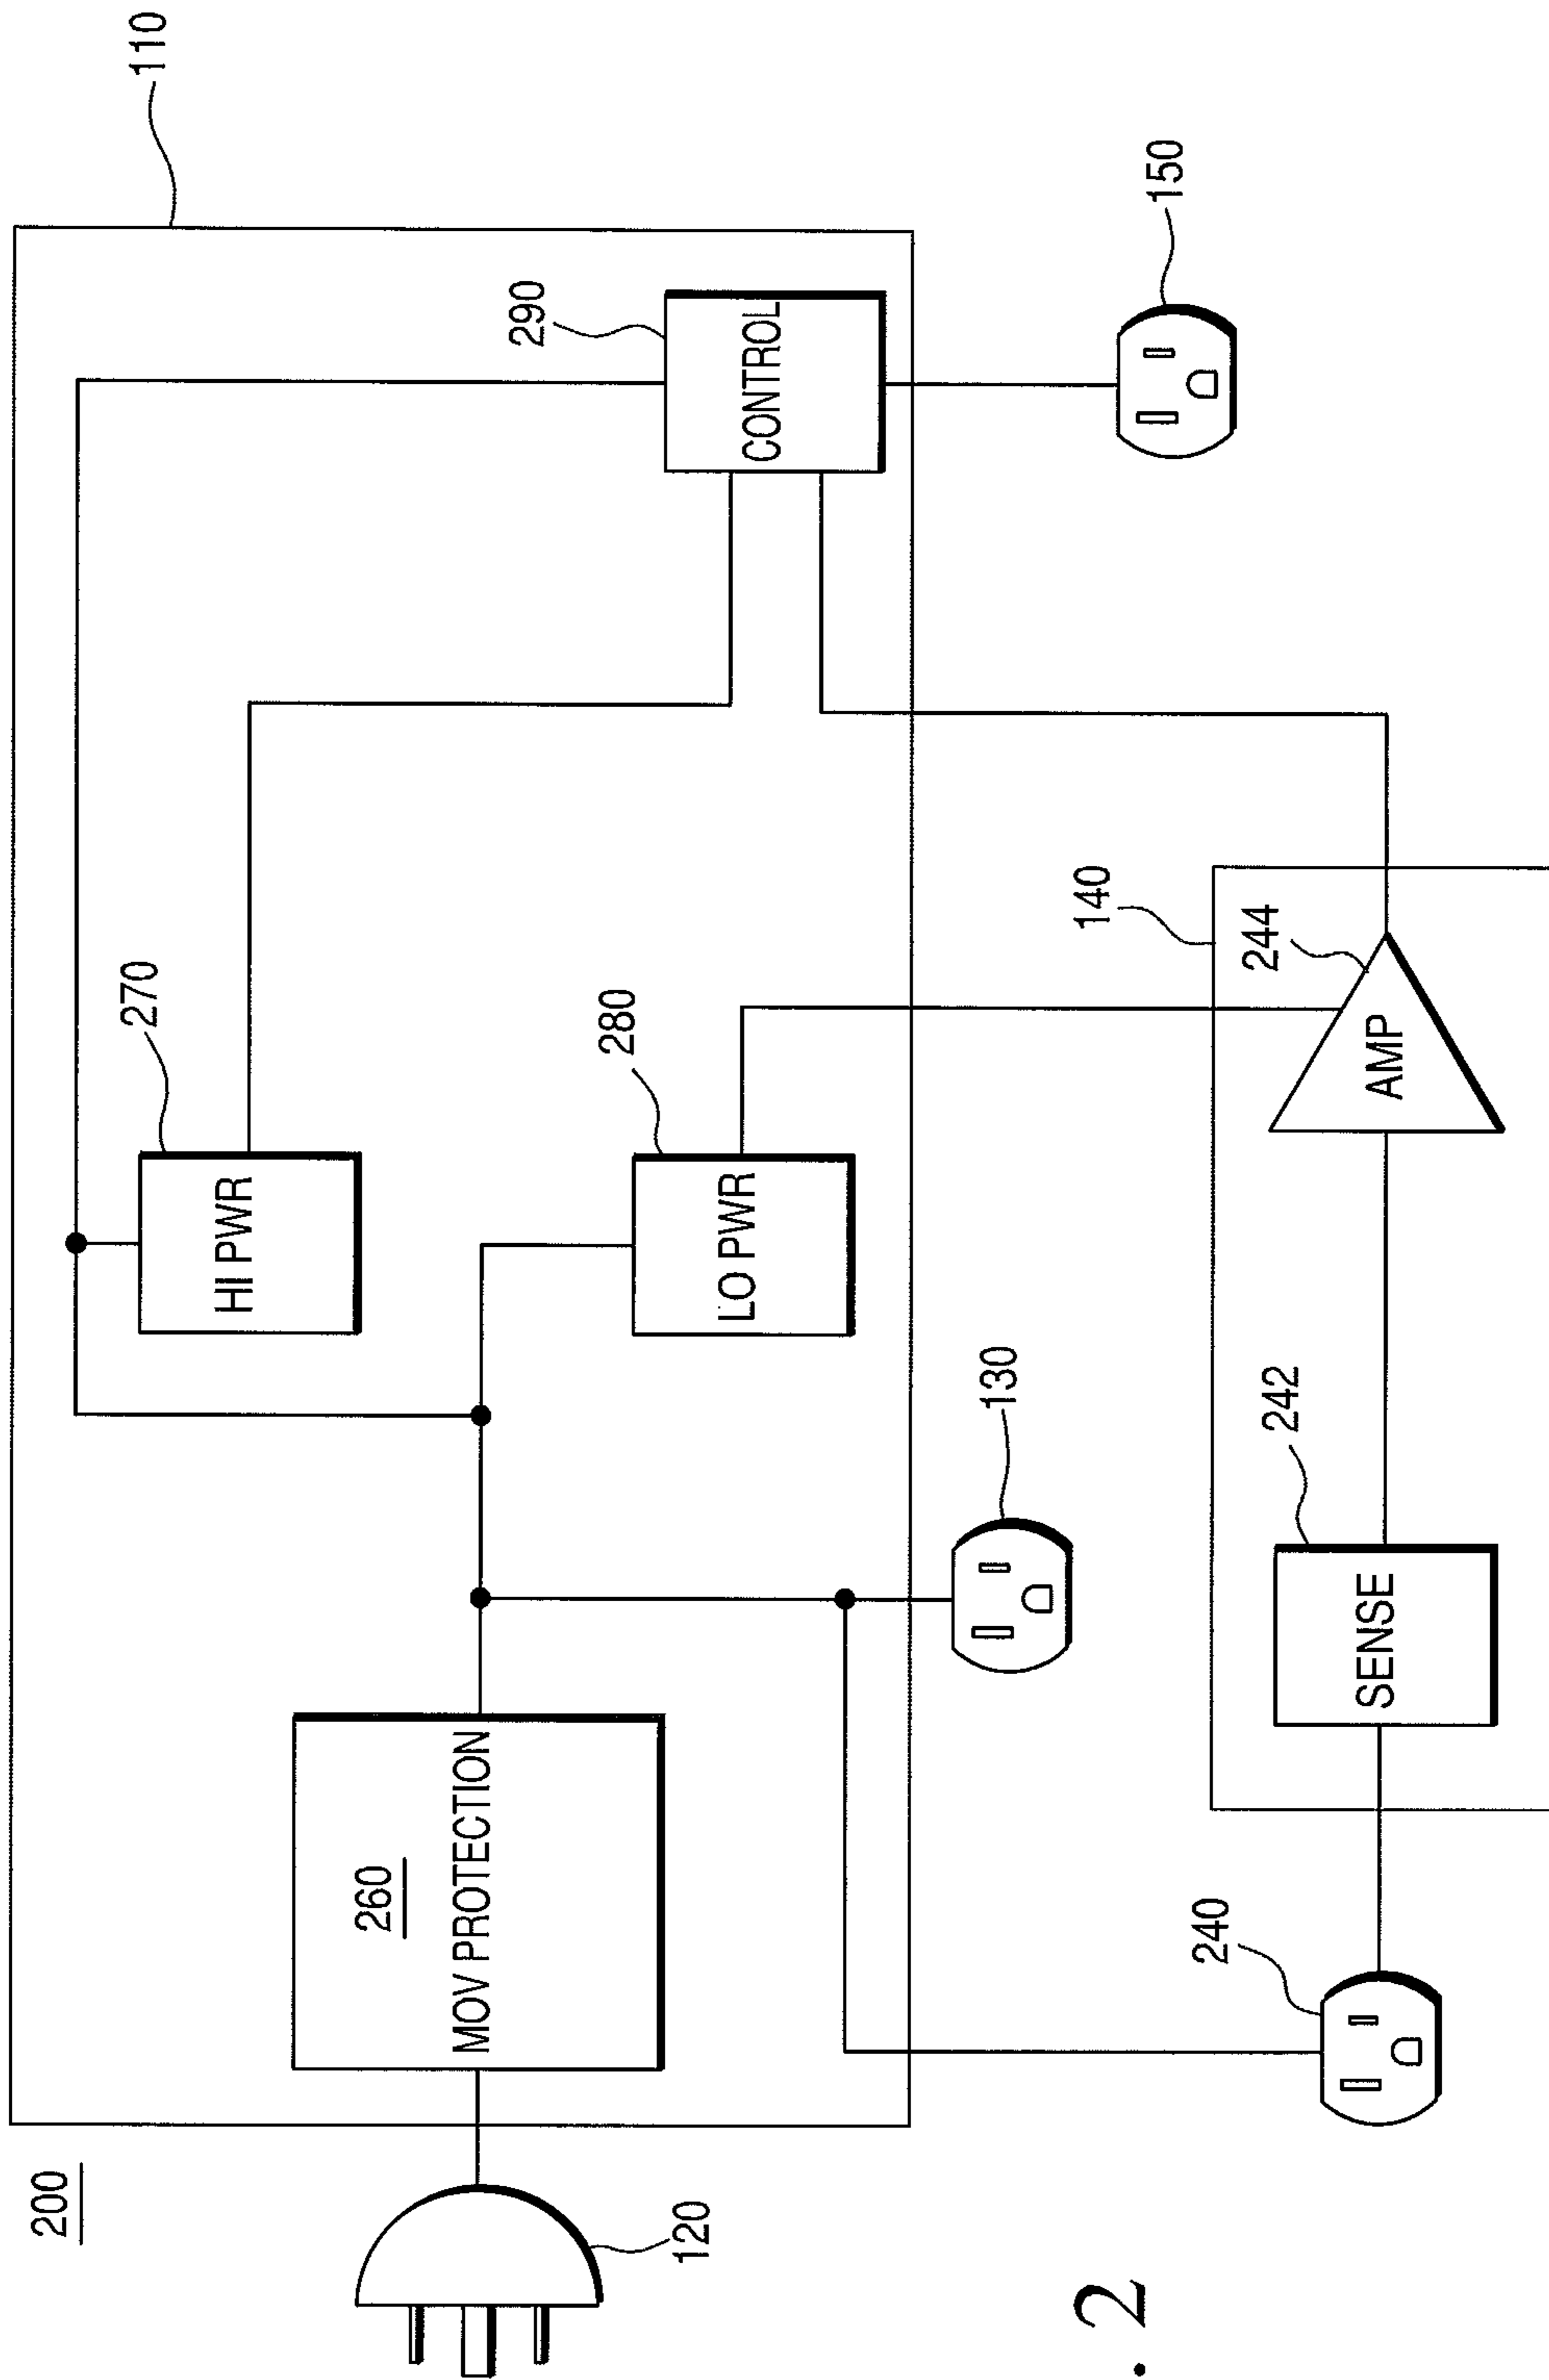 200
110
260
MOV PROTECTION
HI PWR
270
LO PWR
280
CONTROL
290
120
130
150
240
140
SENSE
242
AMP
244
. 2